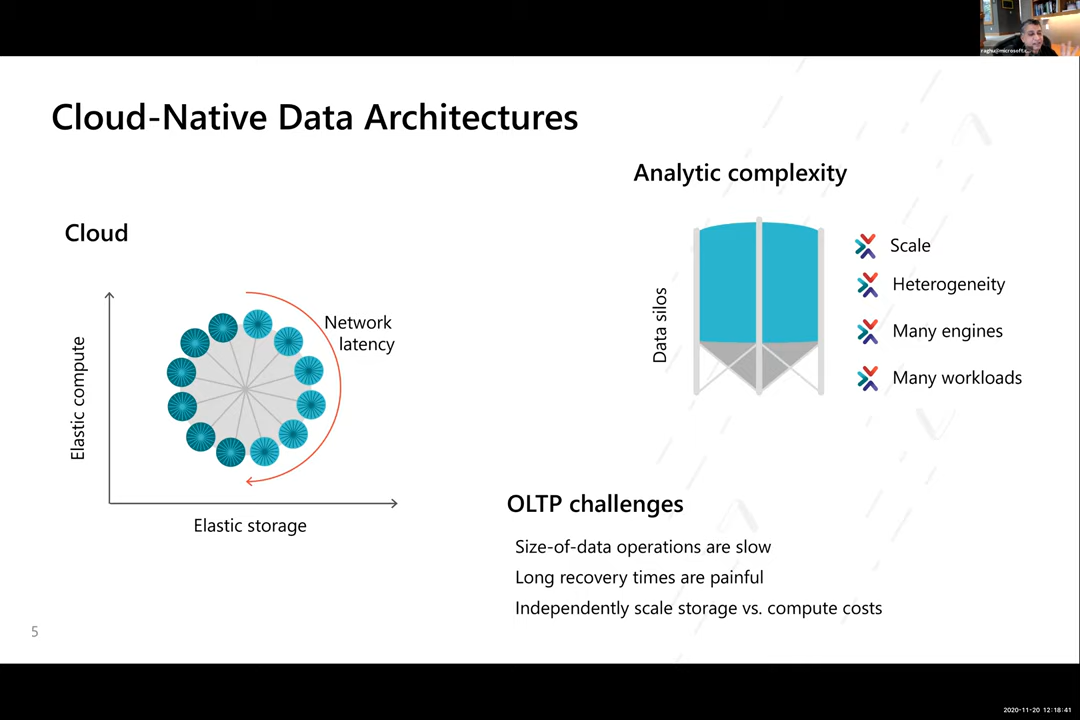 raghu@microsoft.c...
Cloud-Native Data Architectures
Analytic complexity
Cloud
Scale
Heterogeneity
Many engines
Many workloads
Data silos
Network
latency
Elastic compute
Elastic storage
OLTP challenges
Size-of-data operations are slow
Long recovery times are painful
Independently scale storage vs. compute costs
5
2020-11-20 12:18:41